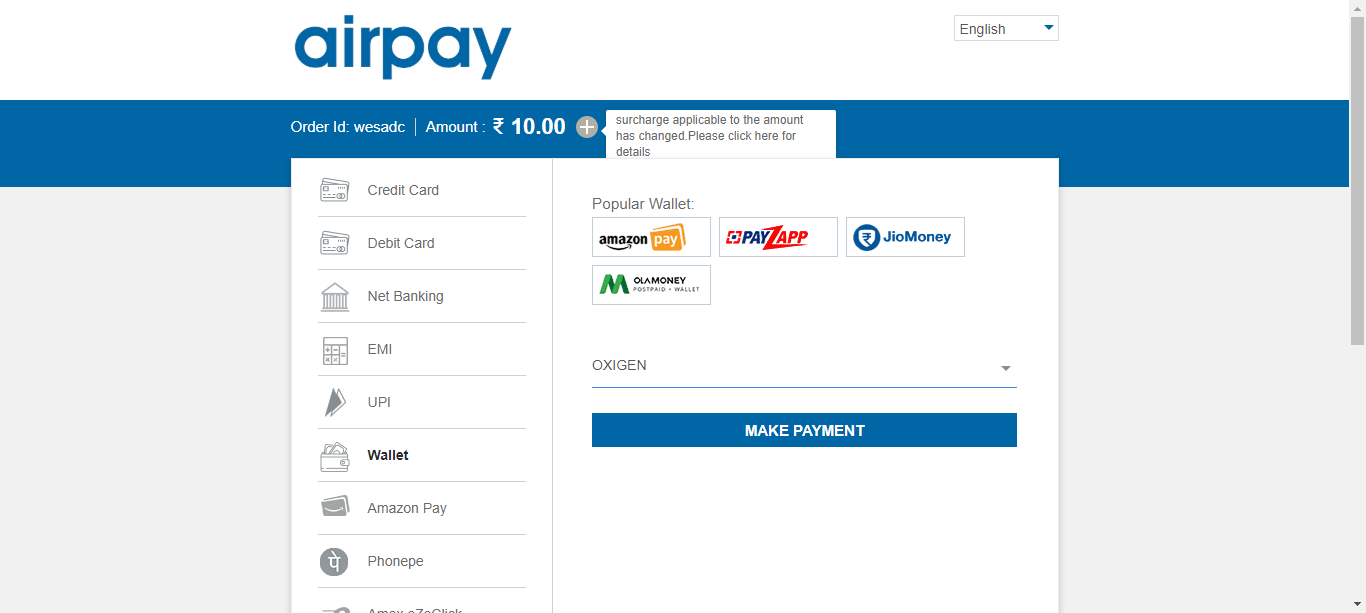 airpay
English
Order Id: wesadc
Amount : ₹ 10.00
surcharge applicable to the amount
has changed.Please click here for
details
Credit Card
Debit Card
Net Banking
EMI
UPI
Wallet
Amazon Pay
पे
Phonepe
Popular Wallet:
amazon pay
PAYZAPP
₹ JioMoney
OLAMONEY
POSTPAID + WALLET
OXIGEN
MAKE PAYMENT